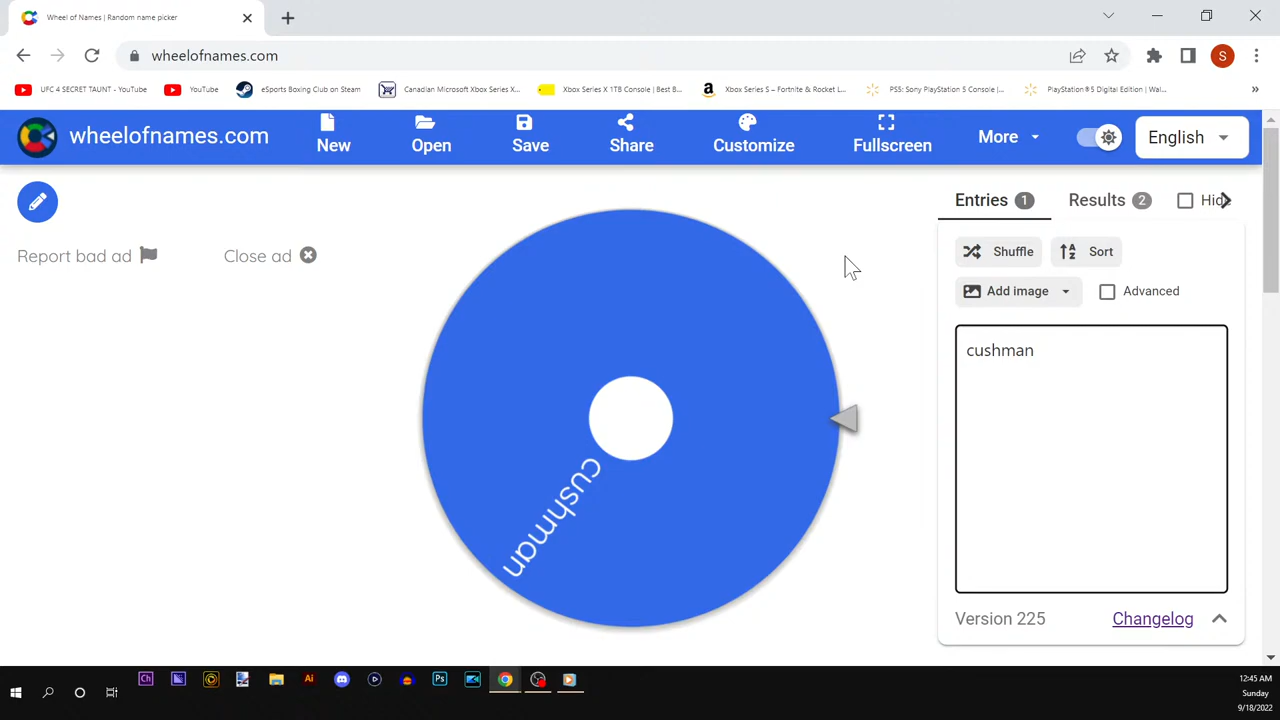 Wheel of Names | Random name picker
wheelofnames.com
S
UFC 4 SECRET TAUNT - YouTube
YouTube
eSports Boxing Club on Steam
Canadian Microsoft Xbox Series X...
Xbox Series X 1TB Console | Best B...
Xbox Series S – Fortnite & Rocket L...
PS5: Sony PlayStation 5 Console |...
PlayStation®5 Digital Edition | Wal...
wheelofnames.com
New
Open
Save
Share
Customize
Fullscreen
More
English
Report bad ad
Close ad
Entries 1
Results 2
Hide
Shuffle
Sort
Add image
Advanced
cushman
cushman
Version 225
Changelog
Ch
Ai
Ps
12:45 AM
Sunday
9/18/2022